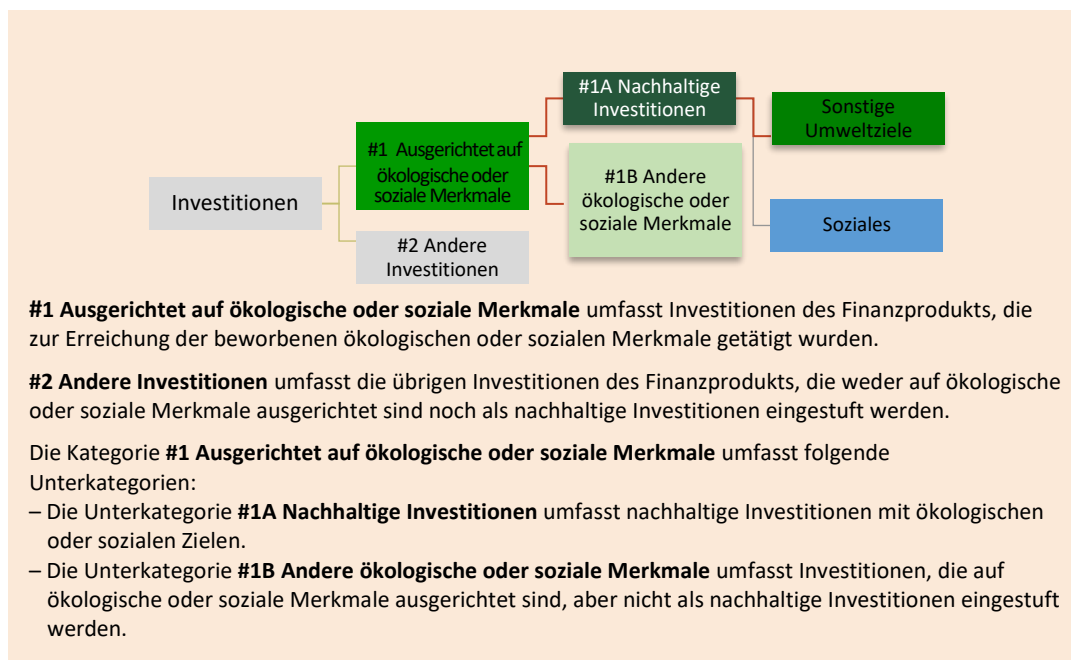 #1A Nachhaltige
Investitionen
Sonstige
Umweltziele
#1 Ausgerichtet auf
ökologische oder
soziale Merkmale
#1B Andere
ökologische oder
soziale Merkmale
Investitionen
Soziales
#2 Andere
Investitionen
#1 Ausgerichtet auf ökologische oder soziale Merkmale umfasst Investitionen des Finanzprodukts, die
zur Erreichung der beworbenen ökologischen oder sozialen Merkmale getätigt wurden.
#2 Andere Investitionen umfasst die übrigen Investitionen des Finanzprodukts, die weder auf ökologische
oder soziale Merkmale ausgerichtet sind noch als nachhaltige Investitionen eingestuft werden.
Die Kategorie #1 Ausgerichtet auf ökologische oder soziale Merkmale umfasst folgende
Unterkategorien:
– Die Unterkategorie #1A Nachhaltige Investitionen umfasst nachhaltige Investitionen mit ökologischen
oder sozialen Zielen.
– Die Unterkategorie #1B Andere ökologische oder soziale Merkmale umfasst Investitionen, die auf
ökologische oder soziale Merkmale ausgerichtet sind, aber nicht als nachhaltige Investitionen eingestuft
werden.